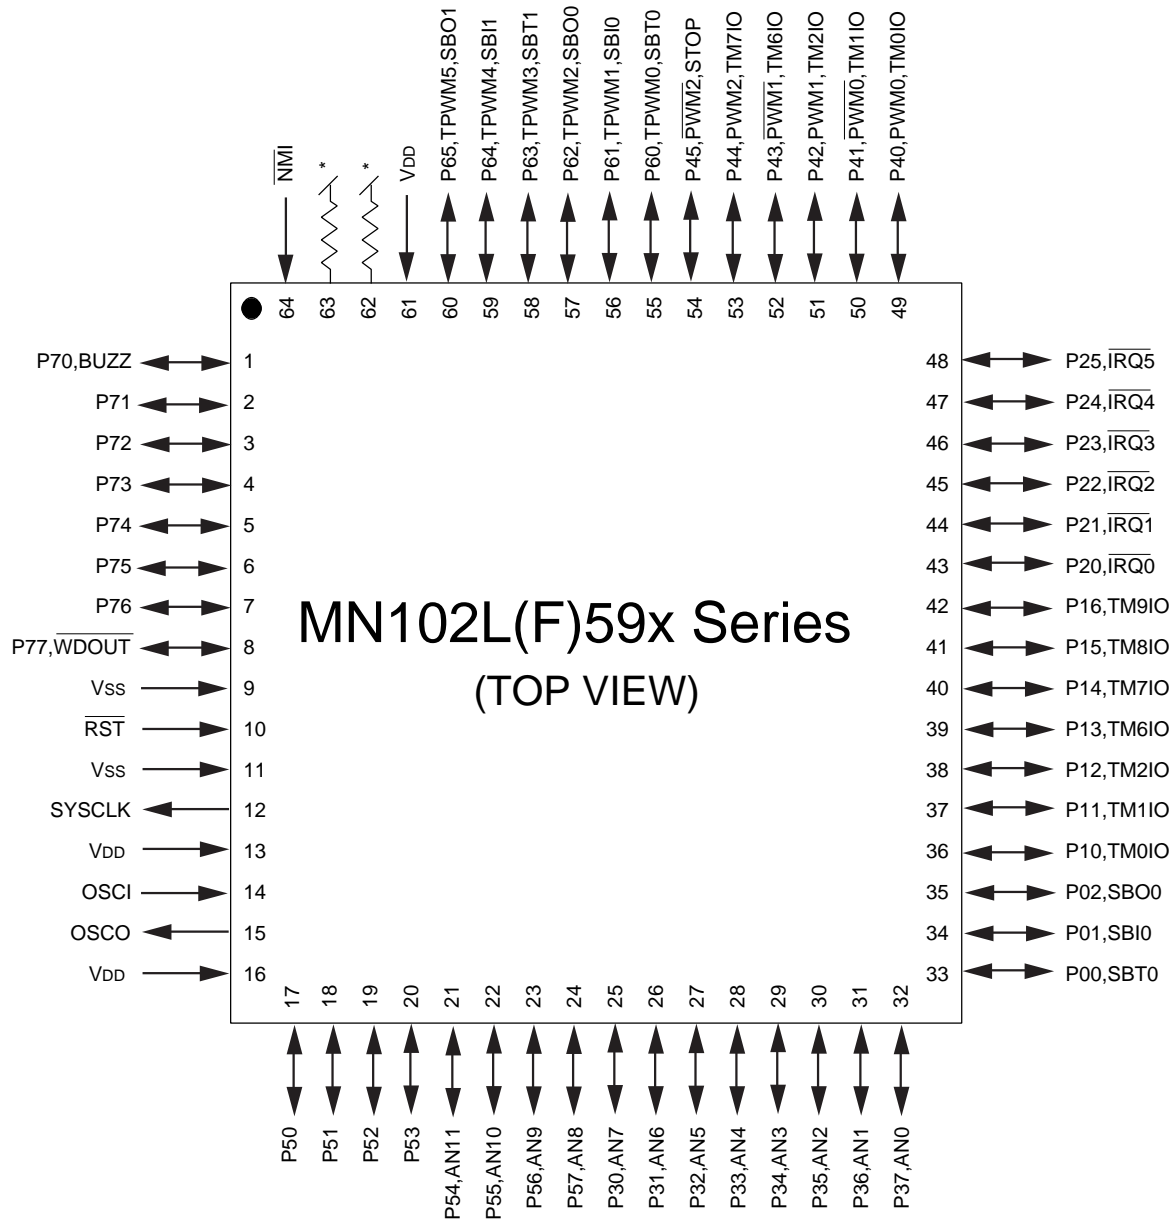 NMI
*
*
VDD
P65,TPWM5,SBO1
P64,TPWM4,SBI1
P63,TPWM3,SBT1
P62,TPWM2,SBO0
P61,TPWM1,SBI0
P60,TPWM0,SBT0
P45,PWM2,STOP
P44,PWM2,TM7IO
P43,PWM1,TM6IO
P42,PWM1,TM2IO
P41,PWM0,TM1IO
P40,PWM0,TM0IO
64
63
62
61
60
59
58
57
56
55
54
53
52
51
50
49
P70,BUZZ 1
P71 2
P72 3
P73 4
P74 5
P75 6
P76 7
P77,WDOUT 8
VSS 9
RST 10
VSS 11
SYSCLK 12
VDD 13
OSCI 14
OSCO 15
VDD 16
MN102L(F)59x Series
(TOP VIEW)
48 P25,IRQ5
47 P24,IRQ4
46 P23,IRQ3
45 P22,IRQ2
44 P21,IRQ1
43 P20,IRQ0
42 P16,TM9IO
41 P15,TM8IO
40 P14,TM7IO
39 P13,TM6IO
38 P12,TM2IO
37 P11,TM1IO
36 P10,TM0IO
35 P02,SBO0
34 P01,SBI0
33 P00,SBT0
17
18
19
20
21
22
23
24
25
26
27
28
29
30
31
32
P50
P51
P52
P53
P54,AN11
P55,AN10
P56,AN9
P57,AN8
P30,AN7
P31,AN6
P32,AN5
P33,AN4
P34,AN3
P35,AN2
P36,AN1
P37,AN0